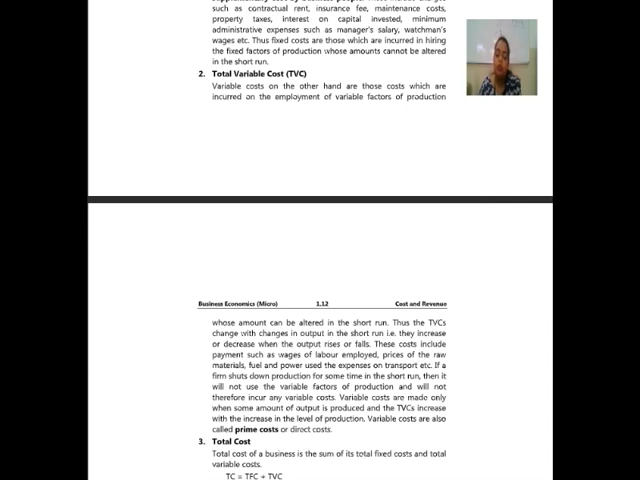 such as contractual rent, insurance fee, maintenance costs,
property taxes, interest on capital invested, minimum
administrative expenses such as manager's salary, watchman's
wages etc. Thus fixed costs are those which are incurred in hiring
the fixed factors of production whose amounts cannot be altered
in the short run.
2. Total Variable Cost (TVC)
Variable costs on the other hand are those costs which are
incurred on the employment of variable factors of production
Business Economics (Micro) 1.12 Cost and Revenue
whose amount can be altered in the short run. Thus the TVCs
change with changes in output in the short run i.e. they increase
or decrease when the output rises or falls. These costs include
payment such as wages of labour employed, prices of the raw
materials, fuel and power used the expenses on transport etc. If a
firm shuts down production for some time in the short run, then it
will not use the variable factors of production and will not
therefore incur any variable costs. Variable costs are made only
when some amount of output is produced and the TVCs increase
with the increase in the level of production. Variable costs are also
called prime costs or direct costs.
3. Total Cost
Total cost of a business is the sum of its total fixed costs and total
variable costs.
TC = TFC + TVC